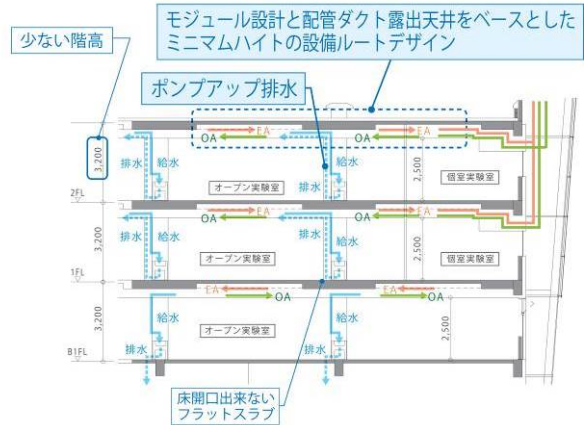 モジュール設計と配管ダクト露出天井をベースとした
ミニマムハイトの設備ルートデザイン
少ない階高
ポンプアップ排水
EA
EA
OA
OA
3,200
排水
給水
排水
給水
2,500
オープン実験室
個室実験室
2FL
EA
EA
OA
OA
3,200
排水
給水
排水
給水
2,500
オープン実験室
個室実験室
1FL
EA
OA
EA
OA
3,200
給水
給水
オープン実験室
2,500
排水
排水
B1FL
床開口出来ない
フラットスラブ